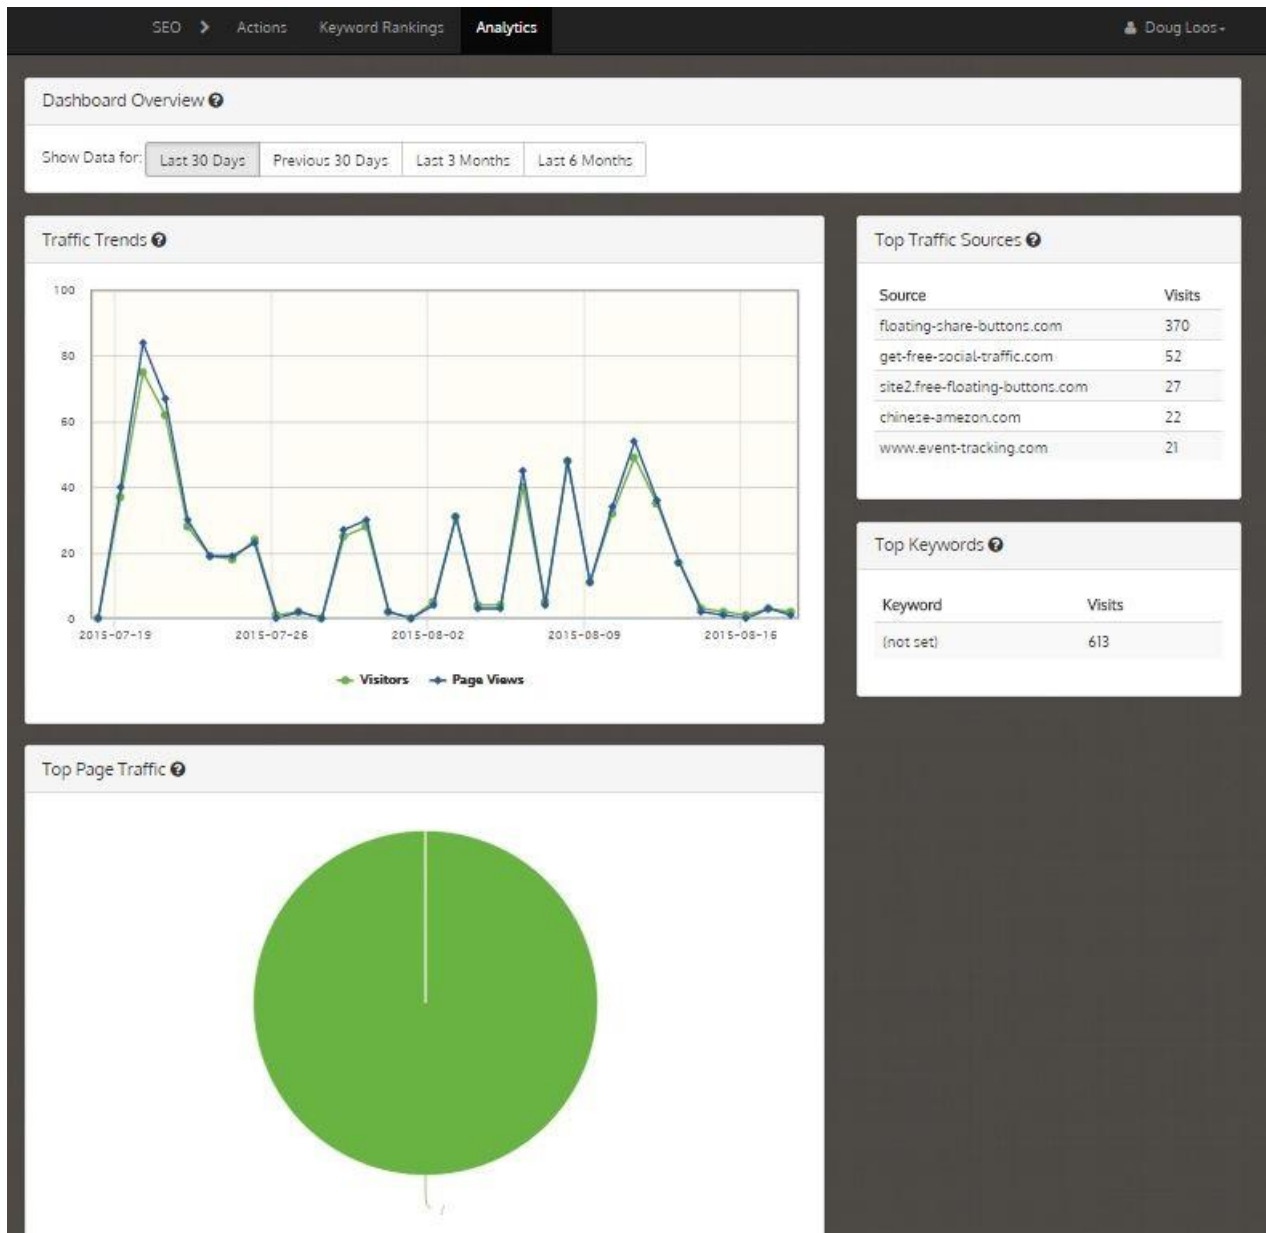 SEO Actions Keyword Rankings Analytics Doug Loos
Dashboard Overview
Show Data for: Last 30 Days Previous 30 Days Last 3 Months Last 6 Months
Traffic Trends
100
80
60
40
20
0
2015-07-19 2015-07-26 2015-08-02 2015-08-09 2015-08-16
Visitors Page Views
Top Traffic Sources
Source Visits
floating-share-buttons.com 370
get-free-social-traffic.com 52
site2.free-floating-buttons.com 27
chinese-amezon.com 22
www.event-tracking.com 21
Top Keywords
Keyword Visits
(not set) 613
Top Page Traffic
/